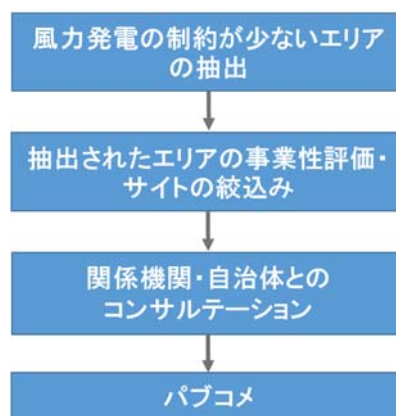 風力発電の制約が少ないエリア
の抽出
抽出されたエリアの事業性評価・
サイトの絞込み
関係機関・自治体との
コンサルテーション
パブコメ